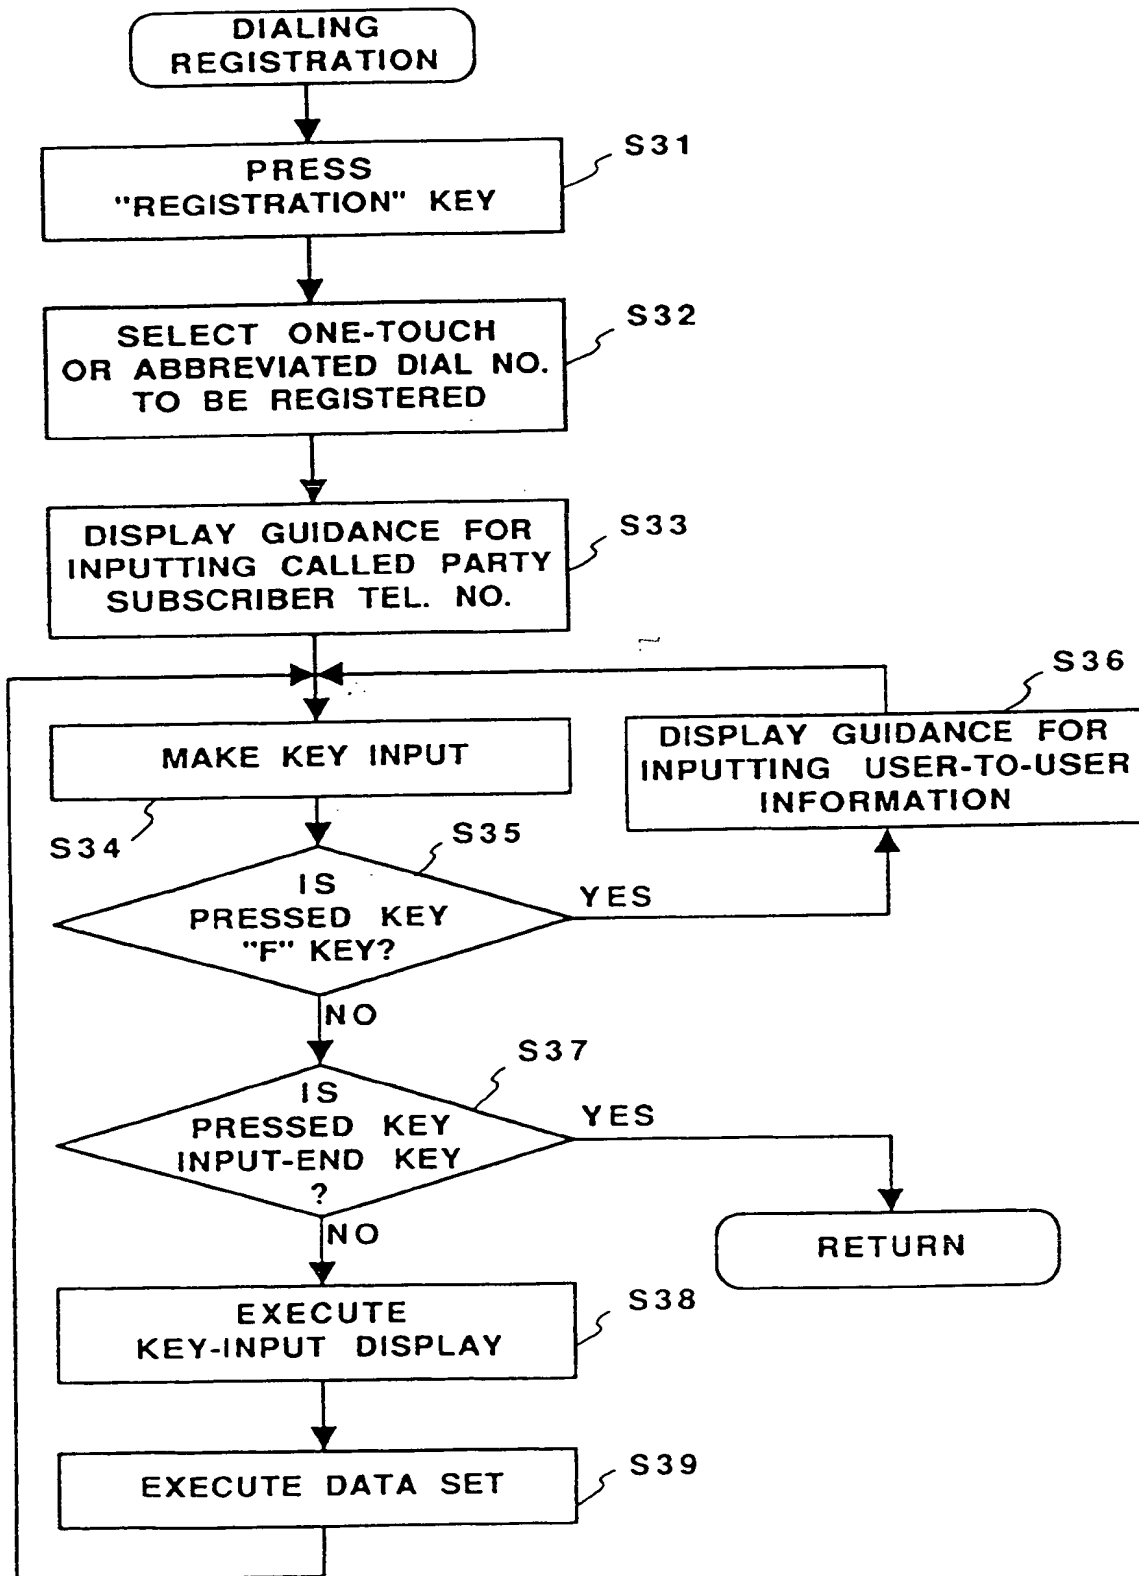 DIALING
REGISTRATION
S31
PRESS
"REGISTRATION" KEY
S32
SELECT ONE-TOUCH
OR ABBREVIATED DIAL NO.
TO BE REGISTERED
S33
DISPLAY GUIDANCE FOR
INPUTTING CALLED PARTY
SUBSCRIBER TEL. NO.
S36
DISPLAY GUIDANCE FOR
INPUTTING USER-TO-USER
INFORMATION
MAKE KEY INPUT
S34
S35
IS
PRESSED KEY
"F" KEY?
YES
NO
S37
IS
PRESSED KEY
INPUT-END KEY
?
YES
NO
RETURN
S38
EXECUTE
KEY-INPUT DISPLAY
S39
EXECUTE DATA SET